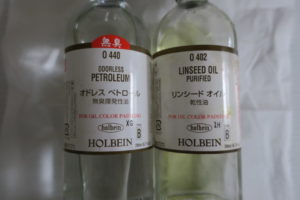 無臭
O 440
ODORLESS
PETROLEUM
オドレス ペトロール
無臭揮発性油
FOR OIL COLOR PAINTING
holbein
XG
B
HOLBEIN
O 402
LINSEED OIL
PURIFIED
リンシード オイル
乾性油
FOR OIL COLOR PAINTING
holbein
B
HOLBEIN